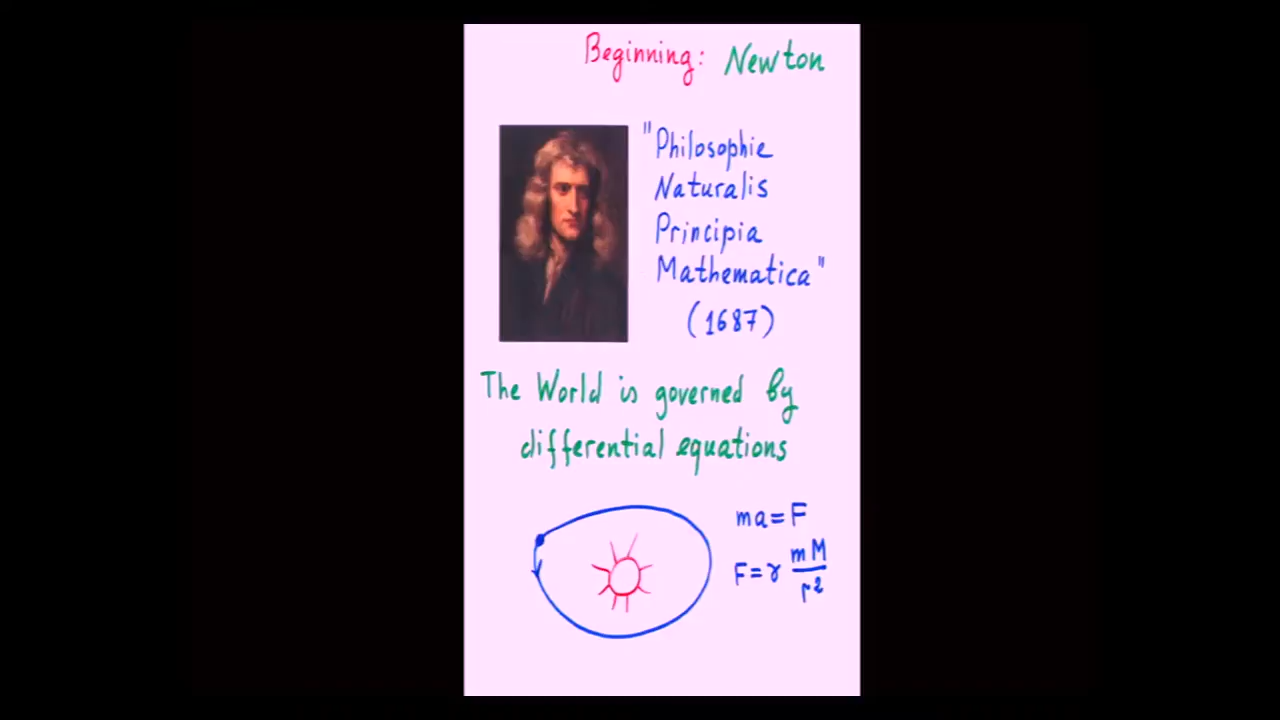 Beginning: Newton
"Philosophie
Naturalis
Principia
Mathematica"
(1687)
The World is governed by
differential equations
ma = F
F = γ mM/r²